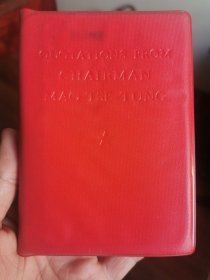 QUOTATIONS FROM
CHAIRMAN
MAO TSE-TUNG